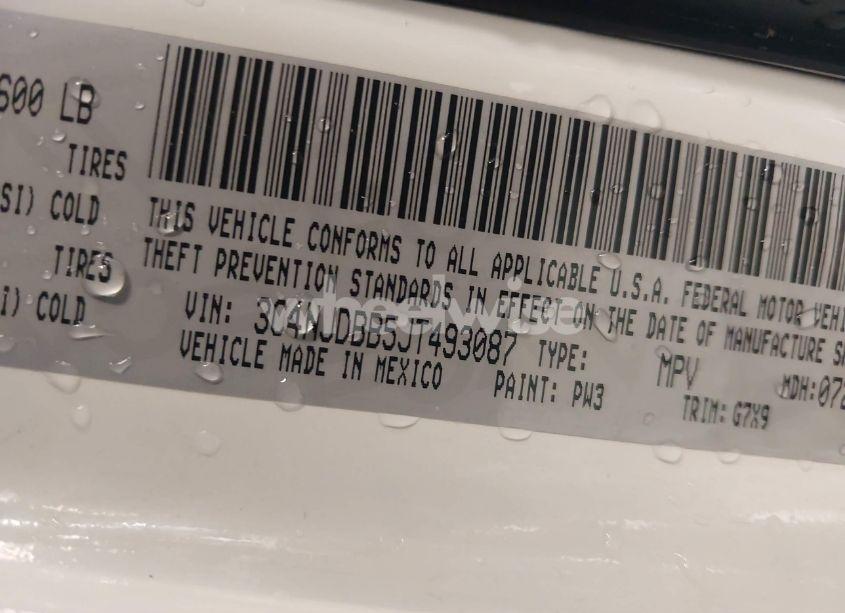 600 LB
TIRES
SI) COLD
TIRES
I) COLD
THIS VEHICLE CONFORMS TO ALL APPLICABLE U.S.A. FEDERAL MOTOR VEHI
THEFT PREVENTION STANDARDS IN EFFECT ON THE DATE OF MANUFACTURE S
VIN: 3C4NJDBB5JT493087 TYPE: MPV MDH:072
VEHICLE MADE IN MEXICO PAINT: PW3 TRIM: G7X9
wheelwise